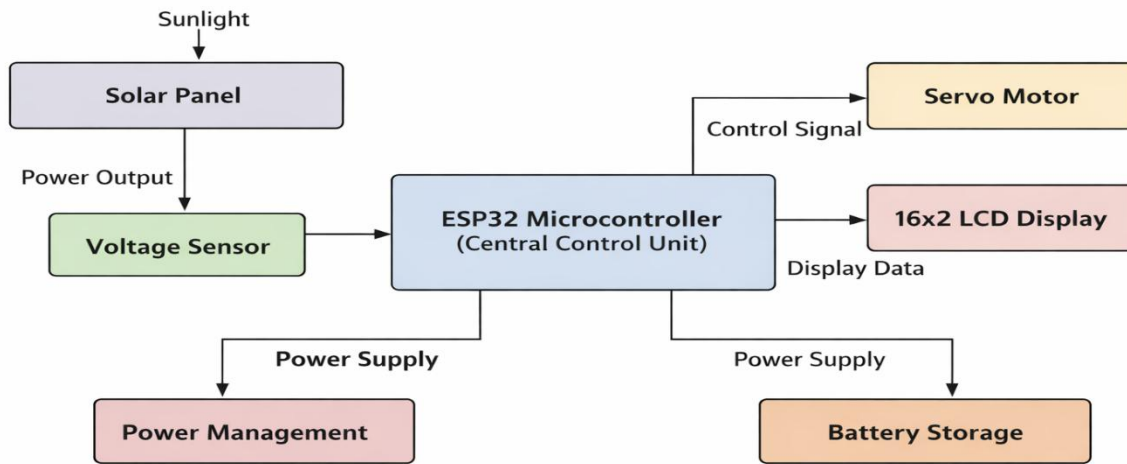 Sunlight
Solar Panel
Servo Motor
Control Signal
Power Output
ESP32 Microcontroller
(Central Control Unit)
16x2 LCD Display
Voltage Sensor
Display Data
Power Supply
Power Supply
Power Management
Battery Storage